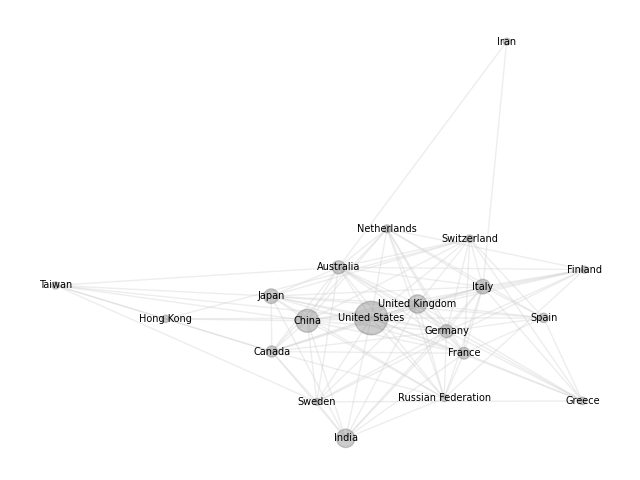 Iran
Netherlands
Switzerland
Australia
Finland
Taiwan
Italy
Japan
United Kingdom
Hong Kong
China
United States
Spain
Germany
Canada
France
Sweden
Russian Federation
Greece
India